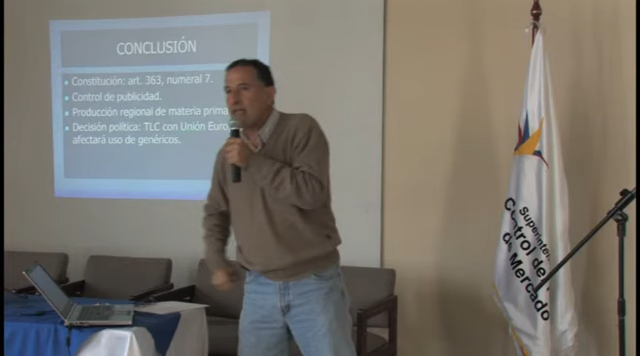 CONCLUSIÓN
Constitución: art. 363, numeral 7.
Control de publicidad.
Producción regional de materia prima
Decisión política: TLC con Unión Euro
afectará uso de genéricos.
Superinte
Control de
de Mercado